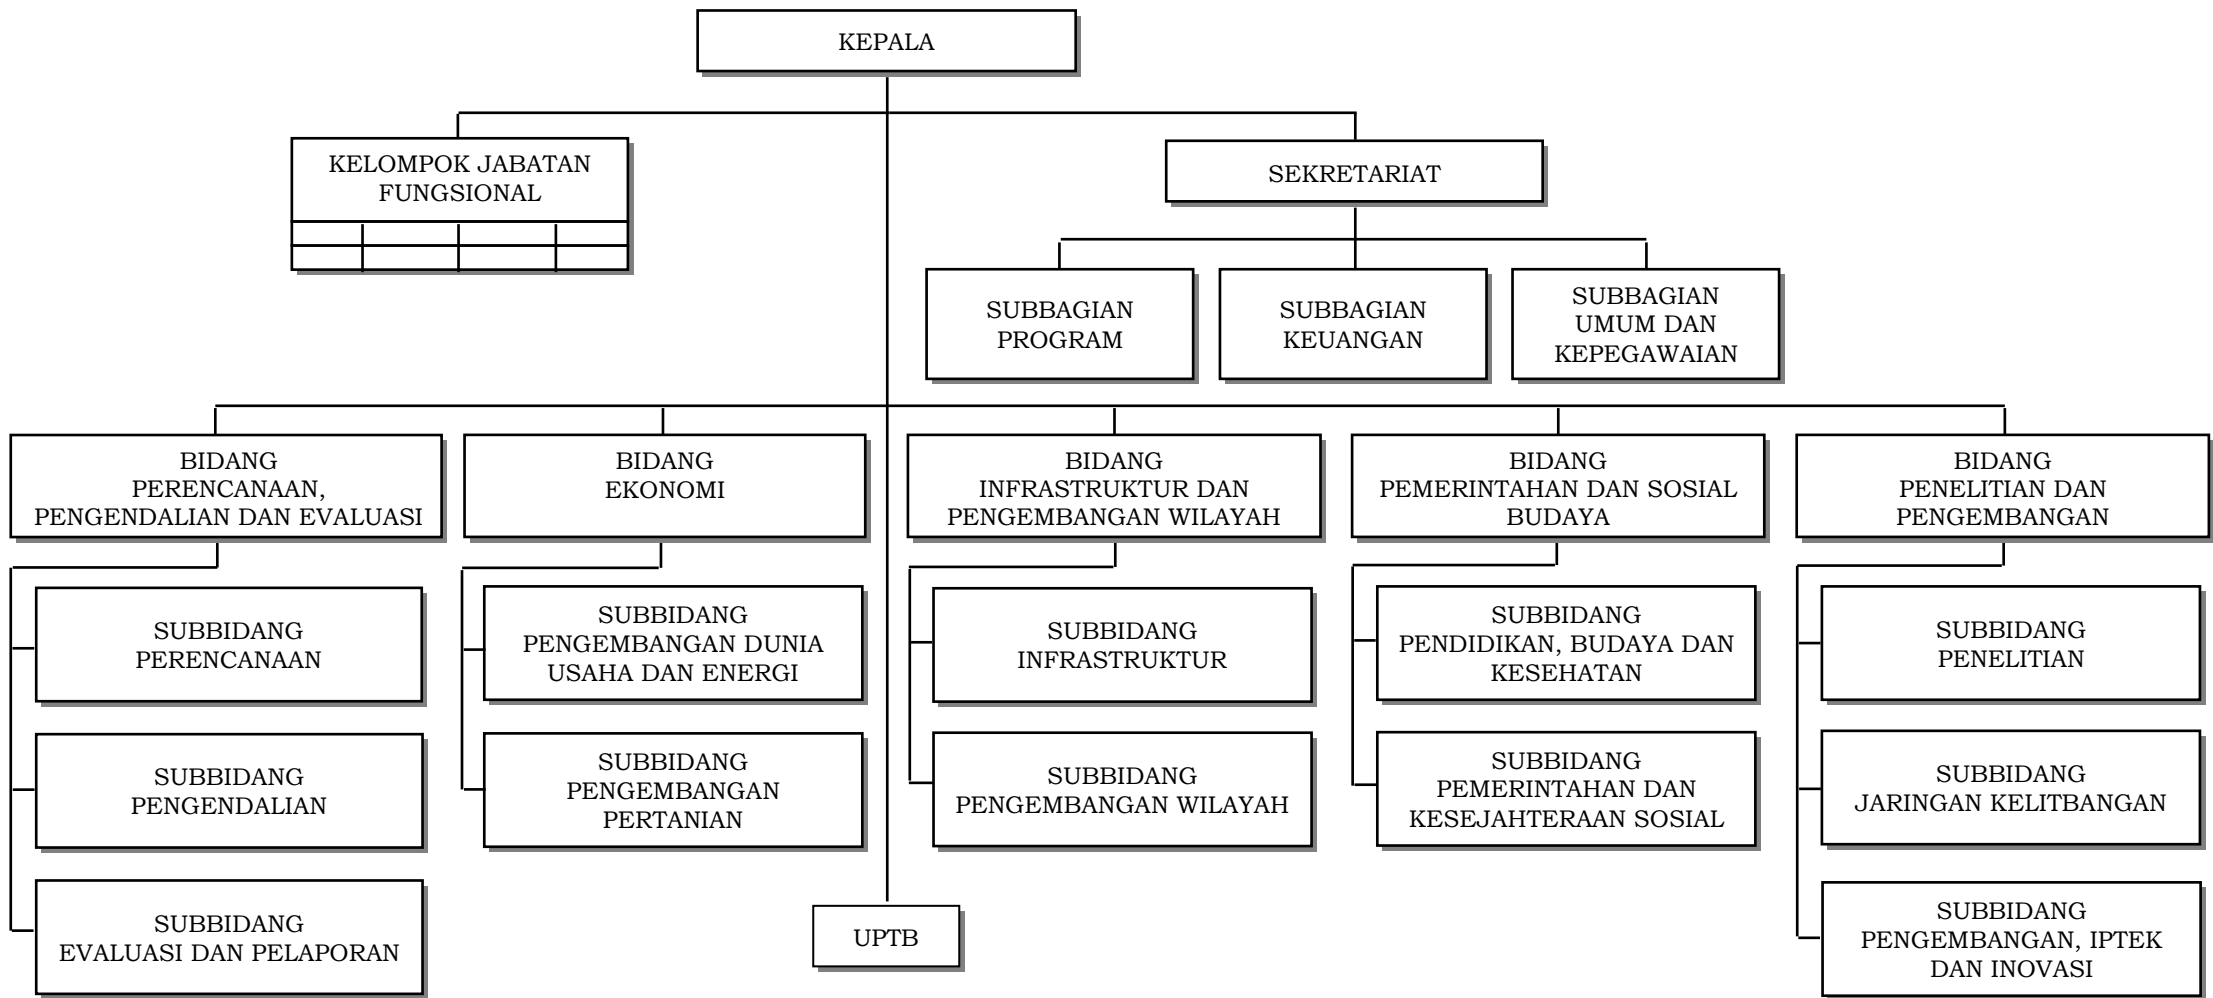 KEPALA
KELOMPOK JABATAN
FUNGSIONAL
SEKRETARIAT
SUBBAGIAN
PROGRAM
SUBBAGIAN
KEUANGAN
SUBBAGIAN
UMUM DAN
KEPEGAWAIAN
BIDANG
PERENCANAAN,
PENGENDALIAN DAN EVALUASI
BIDANG
EKONOMI
BIDANG
INFRASTRUKTUR DAN
PENGEMBANGAN WILAYAH
BIDANG
PEMERINTAHAN DAN SOSIAL
BUDAYA
BIDANG
PENELITIAN DAN
PENGEMBANGAN
SUBBIDANG
PERENCANAAN
SUBBIDANG
PENGEMBANGAN DUNIA
USAHA DAN ENERGI
SUBBIDANG
INFRASTRUKTUR
SUBBIDANG
PENDIDIKAN, BUDAYA DAN
KESEHATAN
SUBBIDANG
PENELITIAN
SUBBIDANG
PENGENDALIAN
SUBBIDANG
PENGEMBANGAN
PERTANIAN
SUBBIDANG
PENGEMBANGAN WILAYAH
SUBBIDANG
PEMERINTAHAN DAN
KESEJAHTERAAN SOSIAL
SUBBIDANG
JARINGAN KELITBANGAN
SUBBIDANG
EVALUASI DAN PELAPORAN
UPTB
SUBBIDANG
PENGEMBANGAN, IPTEK
DAN INOVASI